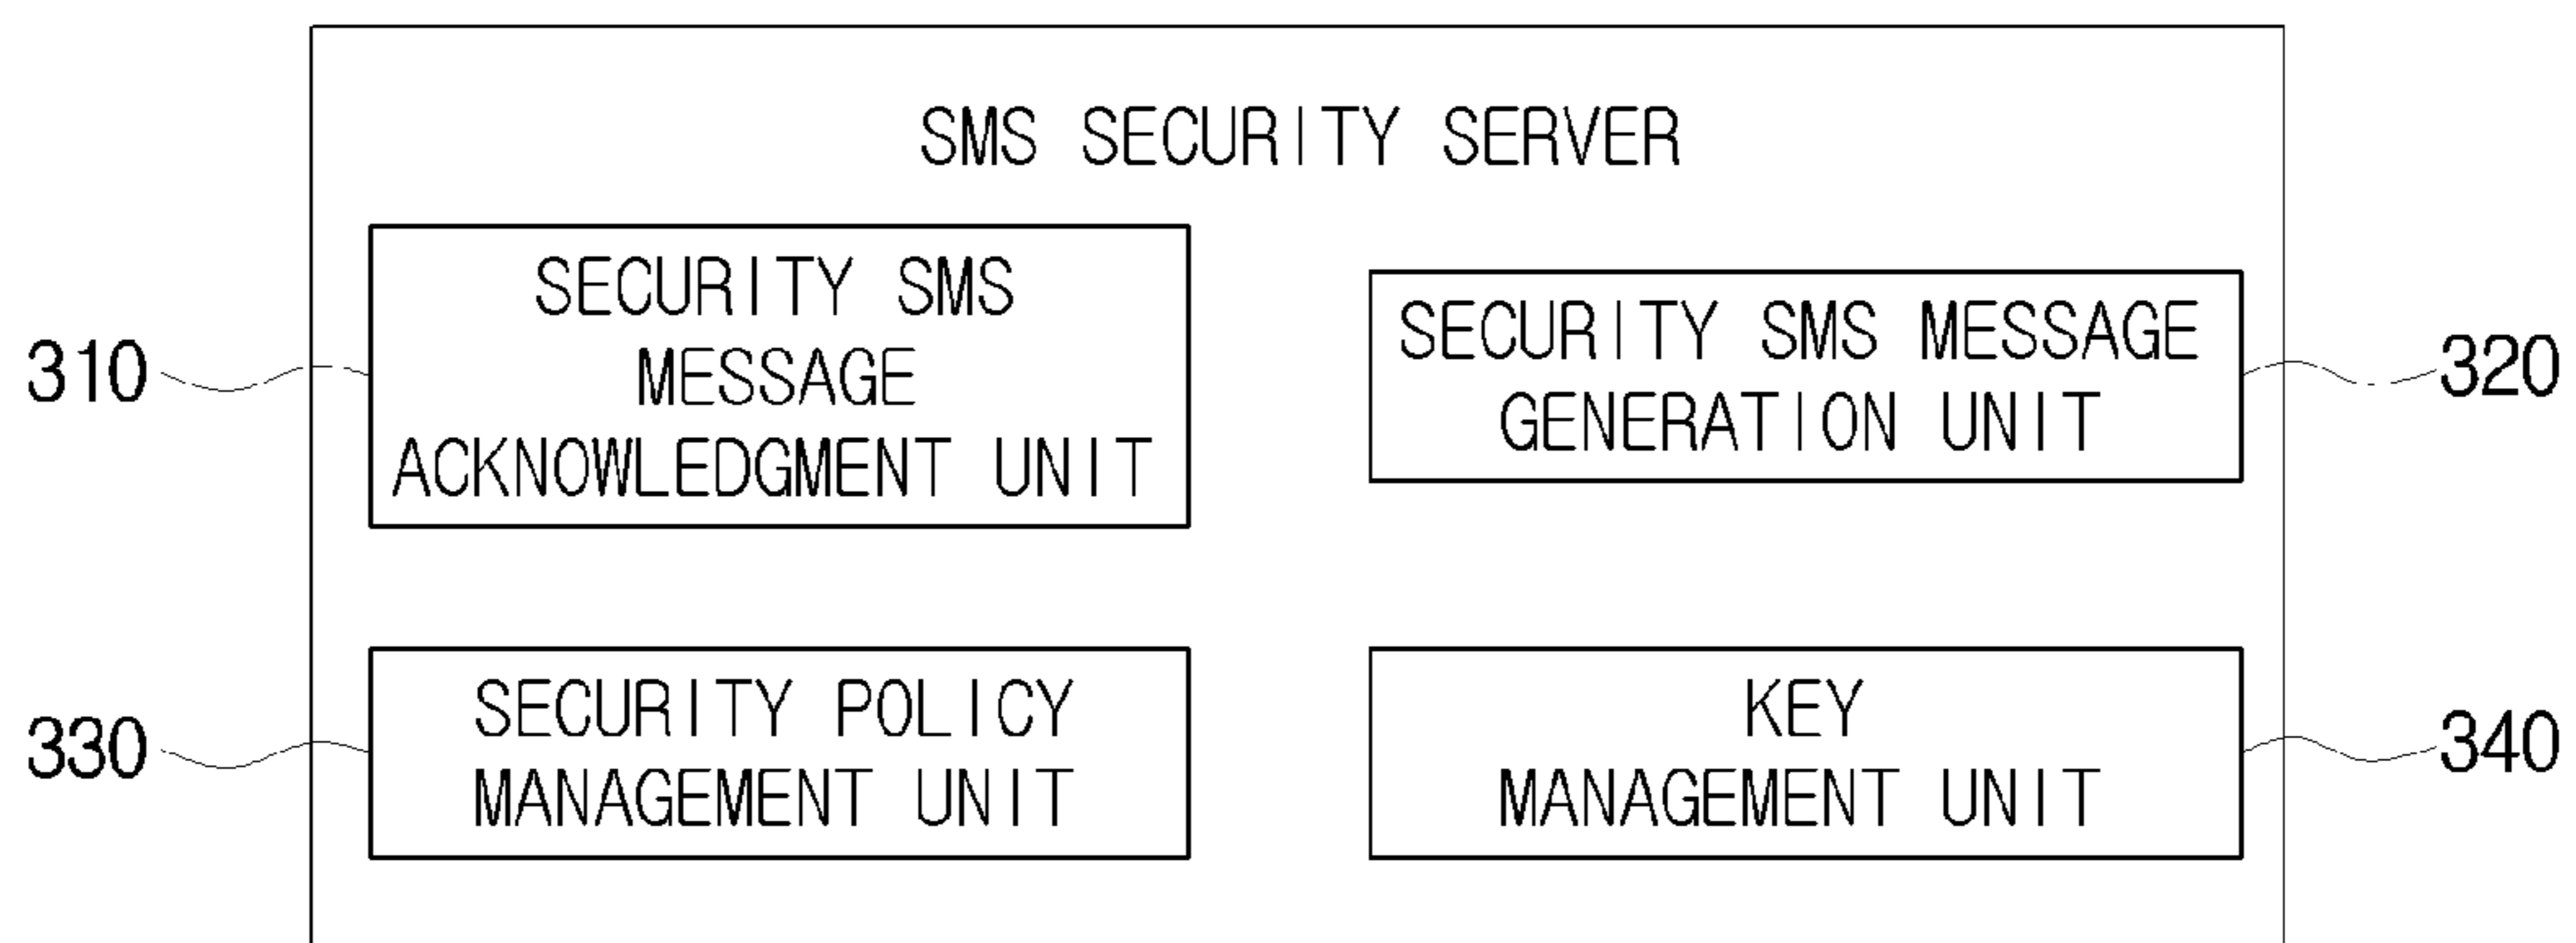 SMS SECURITY SERVER
SECURITY SMS
MESSAGE
ACKNOWLEDGMENT UNIT
310
SECURITY SMS MESSAGE
GENERATION UNIT
320
SECURITY POLICY
MANAGEMENT UNIT
330
KEY
MANAGEMENT UNIT
340